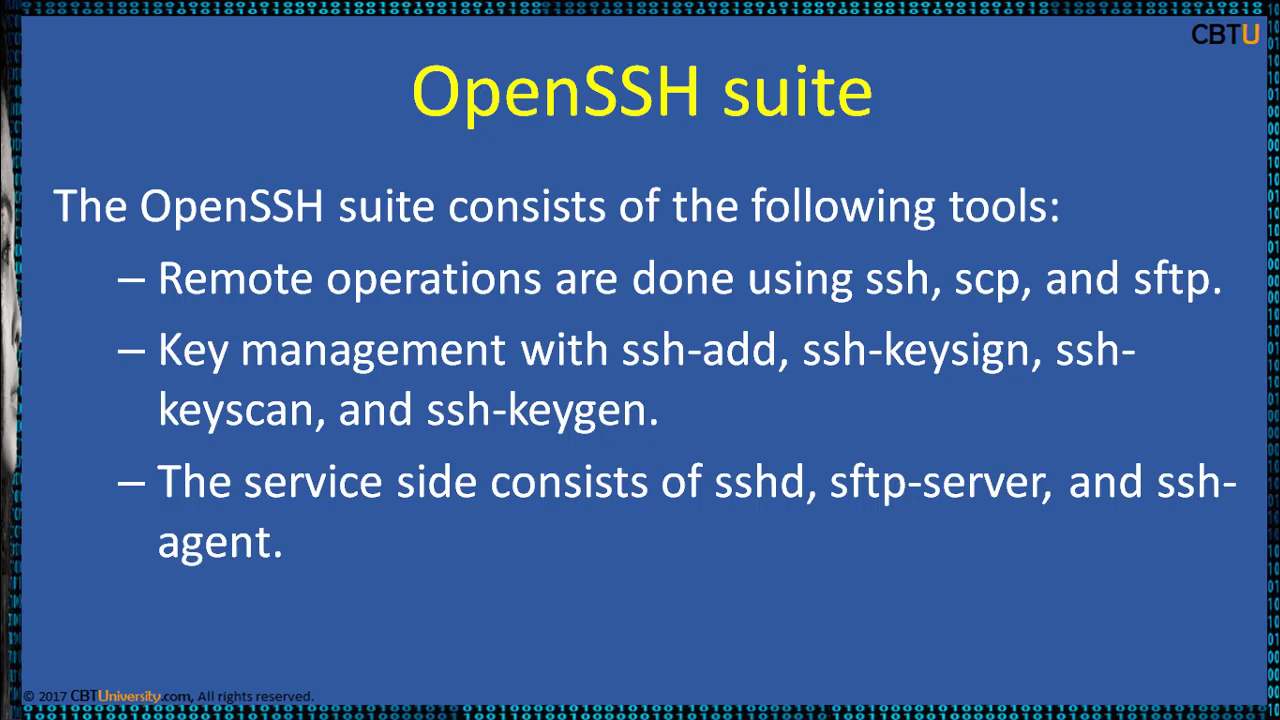 CBTU
OpenSSH suite
The OpenSSH suite consists of the following tools:
– Remote operations are done using ssh, scp, and sftp.
– Key management with ssh-add, ssh-keysign, ssh-
keyscan, and ssh-keygen.
– The service side consists of sshd, sftp-server, and ssh-
agent.
© 2017 CBTUniversity.com, All rights reserved.